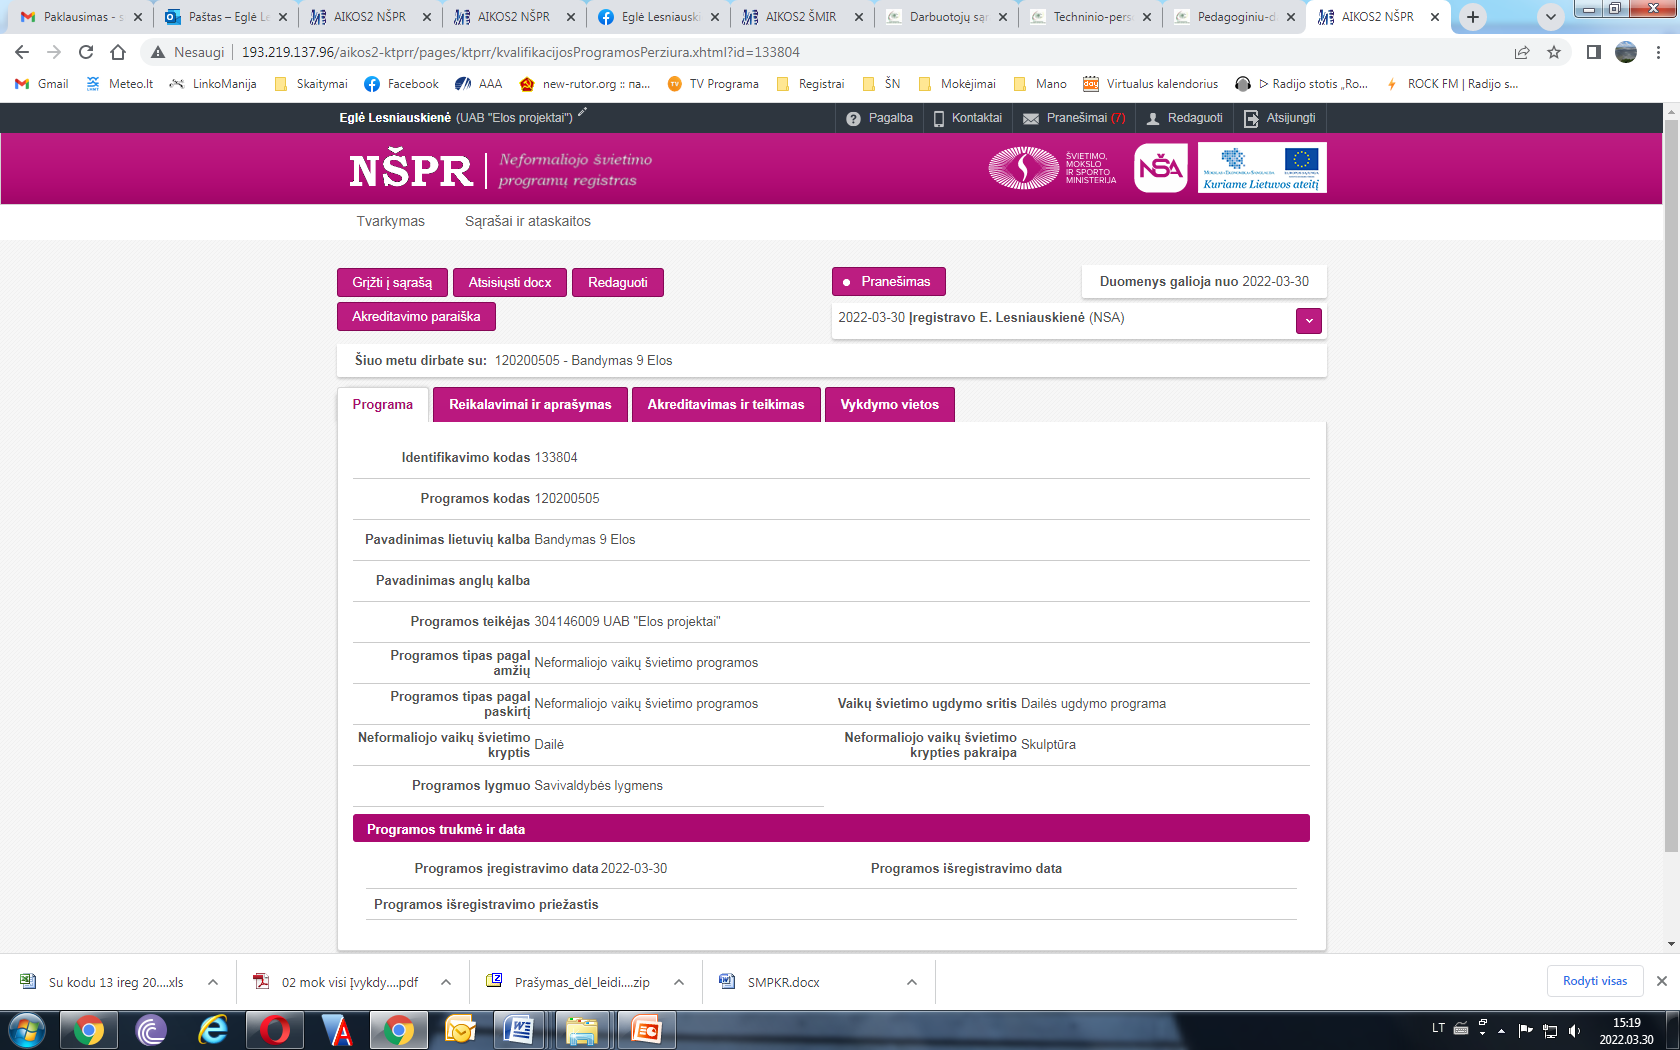 Paklausimas - s
Paštas – Eglė Le
AIKOS2 NŠPR
AIKOS2 NŠPR
Eglė Lesniauski
AIKOS2 ŠMIR
Darbuotojų sąr
Techninio-perso
Pedagoginiu-da
AIKOS2 NŠPR
Nesaugi
193.219.137.96/aikos2-ktprr/pages/ktprr/kvalifikacijosProgramosPerziura.xhtml?id=133804
Gmail
Meteo.lt
LinkoManija
Skaitymai
Facebook
AAA
new-rutor.org :: па...
TV Programa
Registrai
ŠN
Mokėjimai
Mano
Virtualus kalendorius
Radijo stotis „Ro...
ROCK FM | Radijo s...
Eglė Lesniauskienė (UAB "Elos projektai")
Pagalba
Kontaktai
Pranešimai (7)
Redaguoti
Atsijungti
NŠPR
Neformaliojo švietimo
programų registras
ŠVIETIMO,
MOKSLO
IR SPORTO
MINISTERIJA
NŠA
Kuriame Lietuvos ateitį
Tvarkymas
Sąrašai ir ataskaitos
Grįžti į sąrašą
Atsisiųsti docx
Redaguoti
Akreditavimo paraiška
Pranešimas
Duomenys galioja nuo 2022-03-30
2022-03-30 Įregistravo E. Lesniauskienė (NSA)
Šiuo metu dirbate su: 120200505 - Bandymas 9 Elos
Programa
Reikalavimai ir aprašymas
Akreditavimas ir teikimas
Vykdymo vietos
Identifikavimo kodas 133804
Programos kodas 120200505
Pavadinimas lietuvių kalba Bandymas 9 Elos
Pavadinimas anglų kalba
Programos teikėjas 304146009 UAB "Elos projektai"
Programos tipas pagal
amžių
Neformaliojo vaikų švietimo programos
Programos tipas pagal
paskirtį
Neformaliojo vaikų švietimo programos
Vaikų švietimo ugdymo sritis Dailės ugdymo programa
Neformaliojo vaikų švietimo
kryptis
Dailė
Neformaliojo vaikų švietimo
krypties pakraipa
Skulptūra
Programos lygmuo Savivaldybės lygmens
Programos trukmė ir data
Programos įregistravimo data 2022-03-30
Programos išregistravimo data
Programos išregistravimo priežastis
Su kodu 13 ireg 20....xls
02 mok visi Įvykdy....pdf
Prašymas_dėl_leidi....zip
SMPKR.docx
Rodyti visas
LT
15:19
2022.03.30